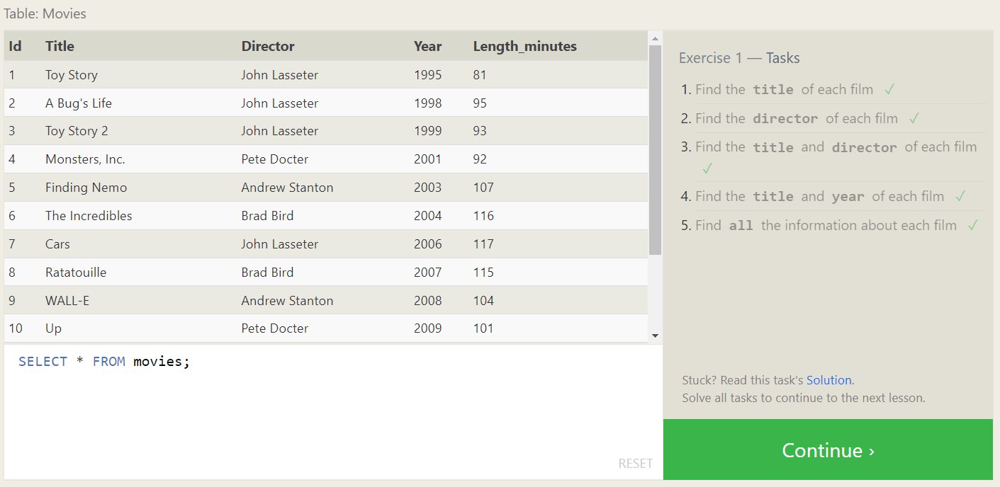 Table: Movies
Id Title Director Year Length_minutes
1 Toy Story John Lasseter 1995 81
2 A Bug's Life John Lasseter 1998 95
3 Toy Story 2 John Lasseter 1999 93
4 Monsters, Inc. Pete Docter 2001 92
5 Finding Nemo Andrew Stanton 2003 107
6 The Incredibles Brad Bird 2004 116
7 Cars John Lasseter 2006 117
8 Ratatouille Brad Bird 2007 115
9 WALL-E Andrew Stanton 2008 104
10 Up Pete Docter 2009 101
SELECT * FROM movies;
RESET
Exercise 1 — Tasks
1. Find the title of each film ✓
2. Find the director of each film ✓
3. Find the title and director of each film
✓
4. Find the title and year of each film ✓
5. Find all the information about each film ✓
Stuck? Read this task's Solution.
Solve all tasks to continue to the next lesson.
Continue ›